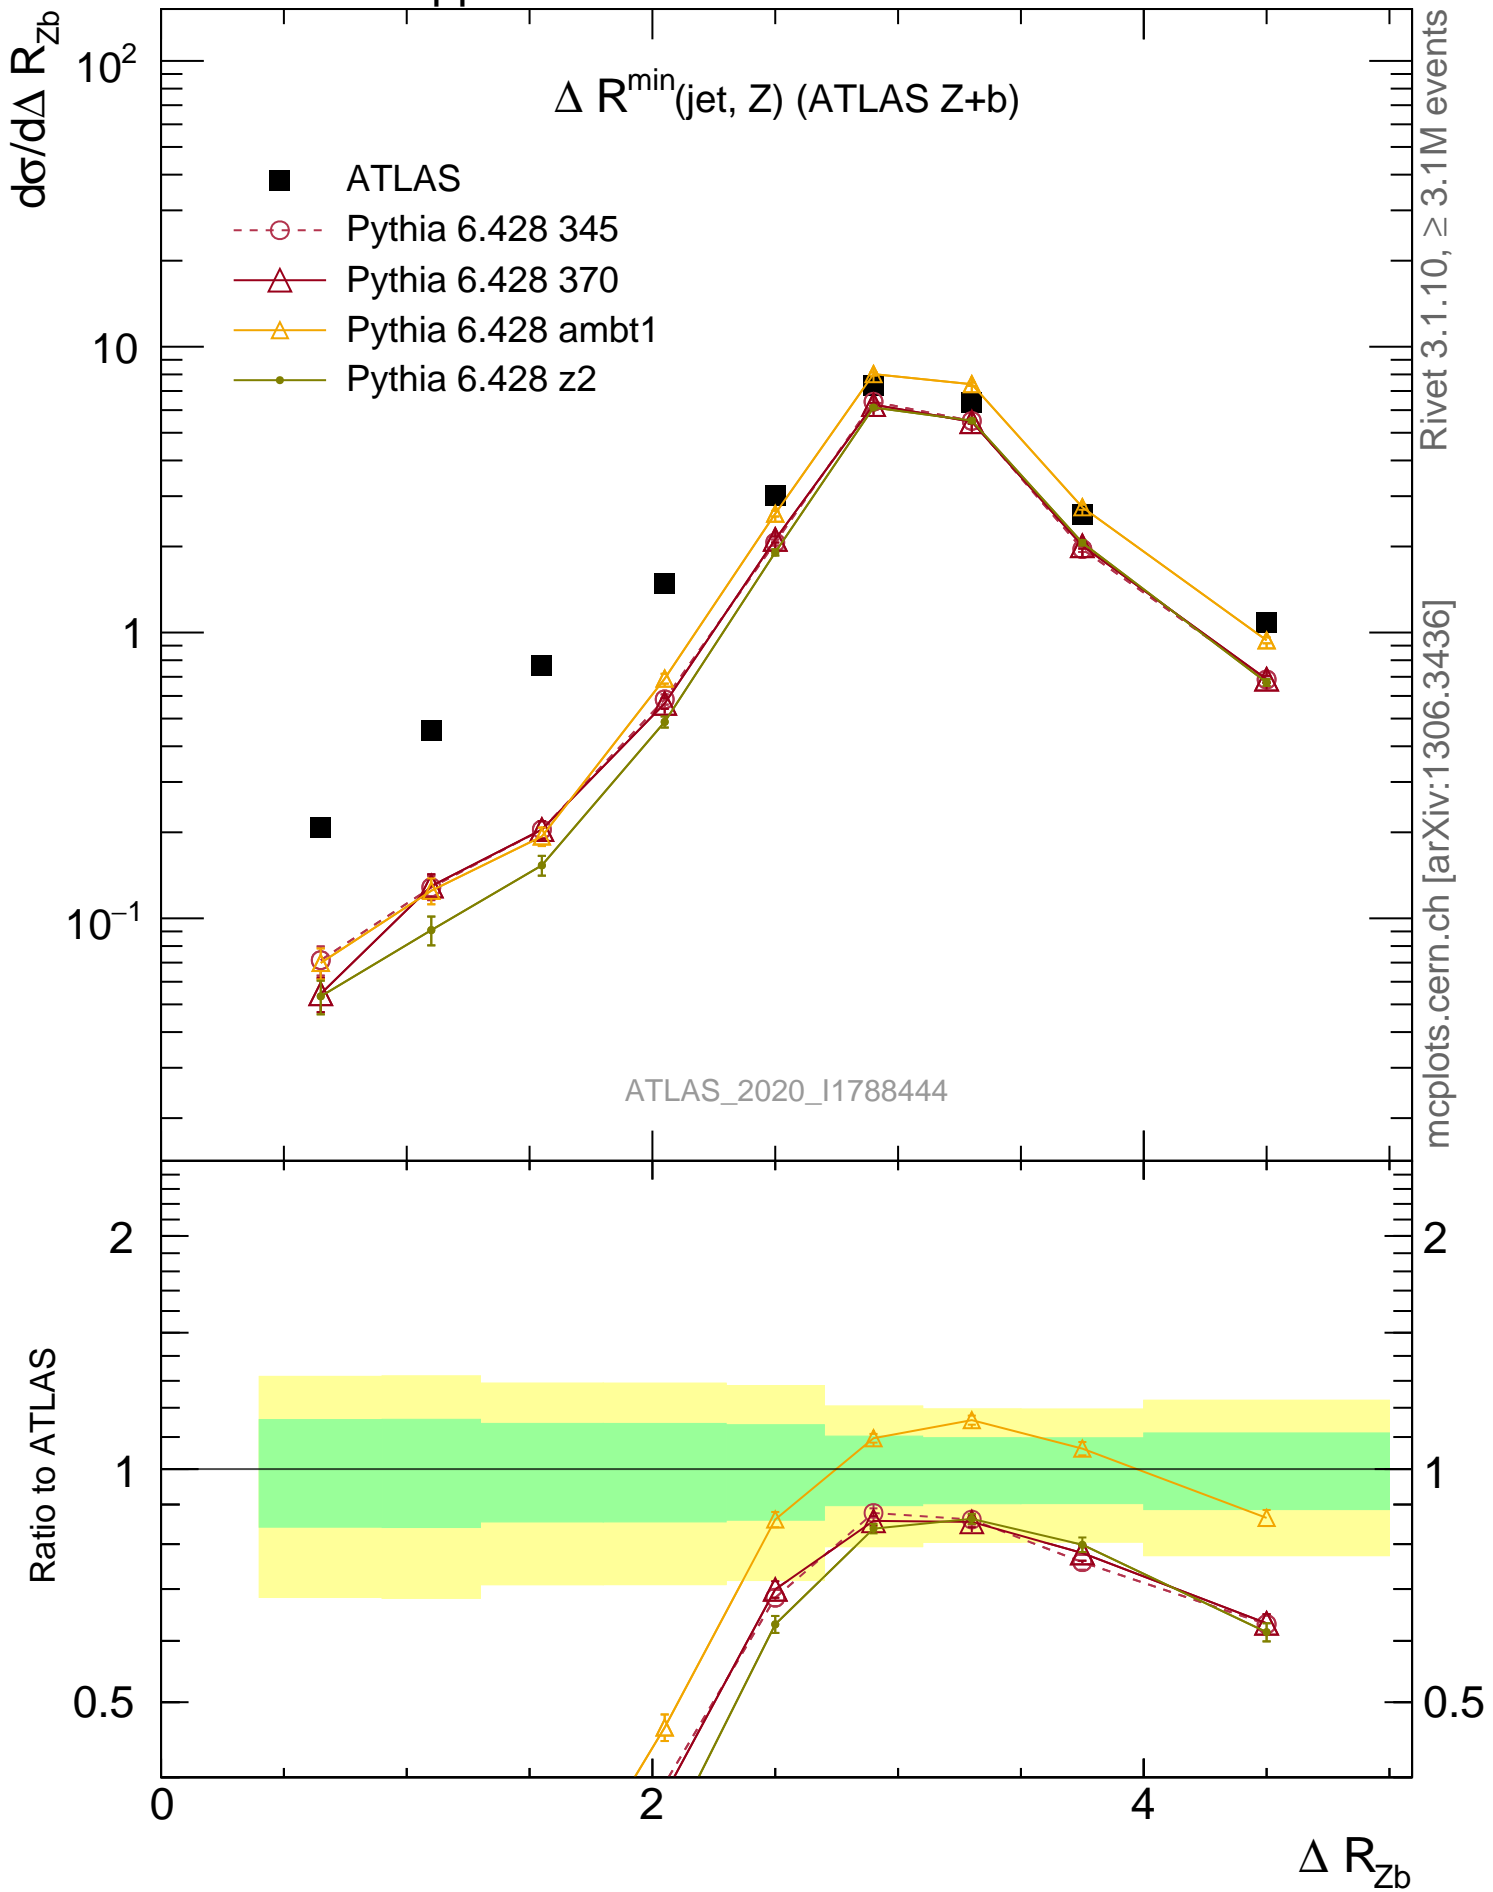 dσ/dΔ R_Zb
10²
10
1
10⁻¹
Δ R^min(jet, Z) (ATLAS Z+b)
ATLAS
Pythia 6.428 345
Pythia 6.428 370
Pythia 6.428 ambt1
Pythia 6.428 z2
ATLAS_2020_I1788444
Rivet 3.1.10, ≥ 3.1M events
mcplots.cern.ch [arXiv:1306.3436]
Ratio to ATLAS
2
1
0.5
2
1
0.5
0
2
4
Δ R_Zb